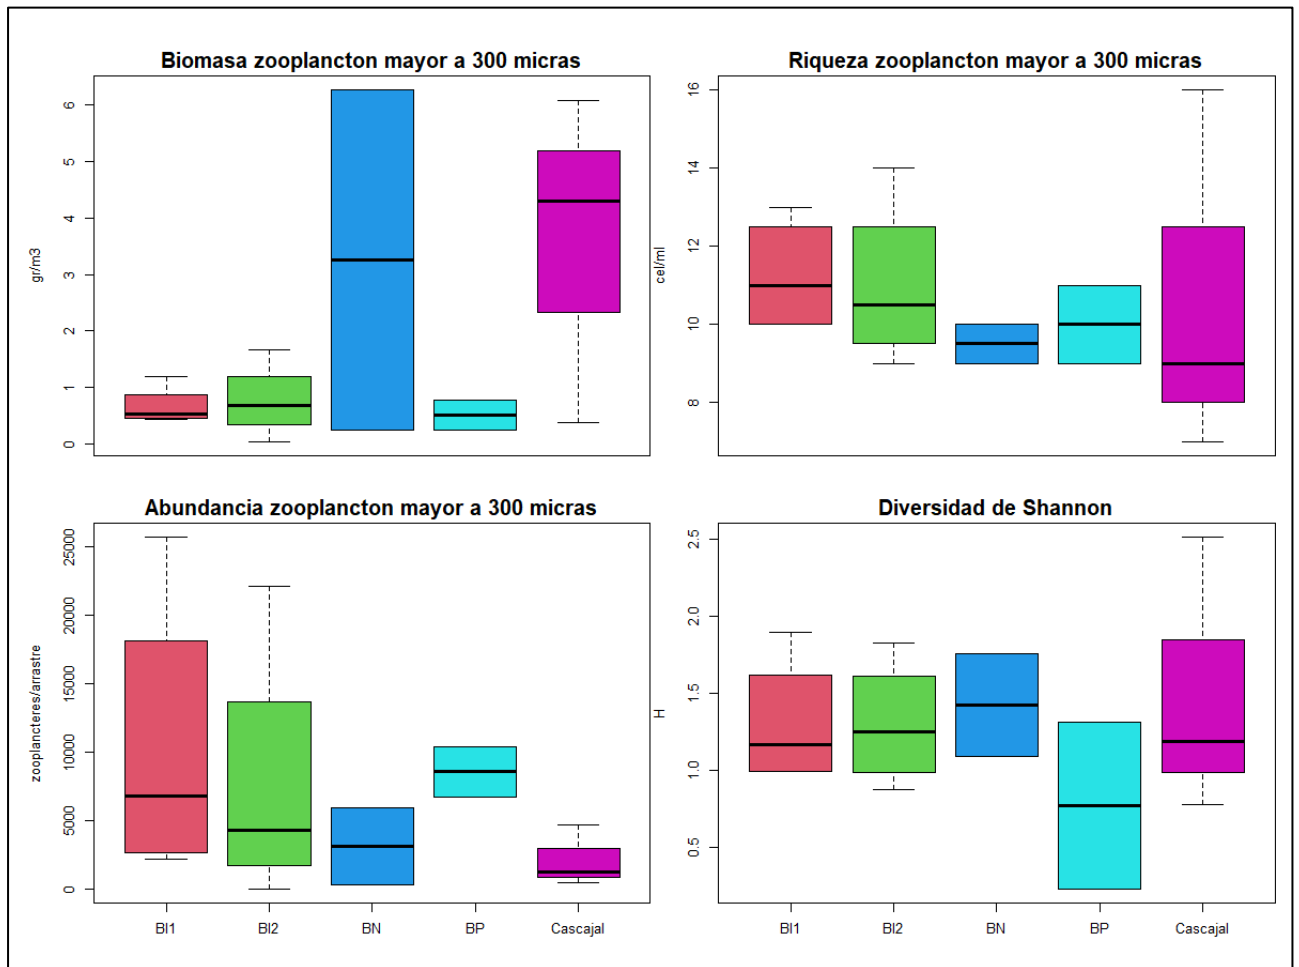 Biomasa zooplancton mayor a 300 micras
gr/m3
0
1
2
3
4
5
6
Riqueza zooplancton mayor a 300 micras
cel/ml
8
10
12
14
16
Abundancia zooplancton mayor a 300 micras
zooplancteres/arrastre
0
5000
10000
15000
20000
25000
BI1 BI2 BN BP Cascajal
Diversidad de Shannon
H
0.5
1.0
1.5
2.0
2.5
BI1 BI2 BN BP Cascajal